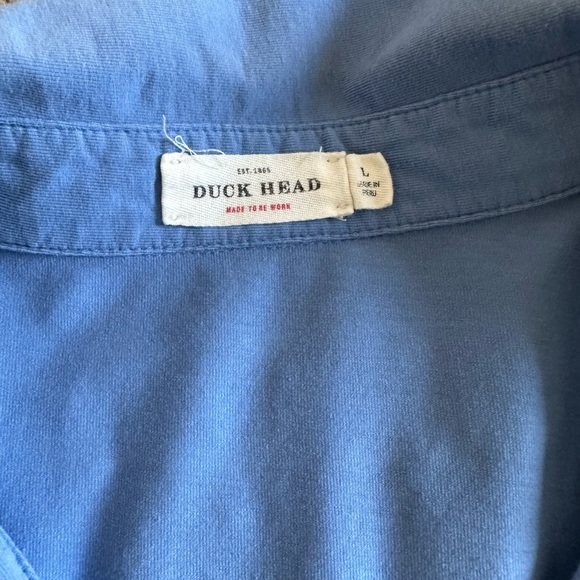 EST. 1865
DUCK HEAD
MADE TO BE WORN
L
MADE IN
PERU